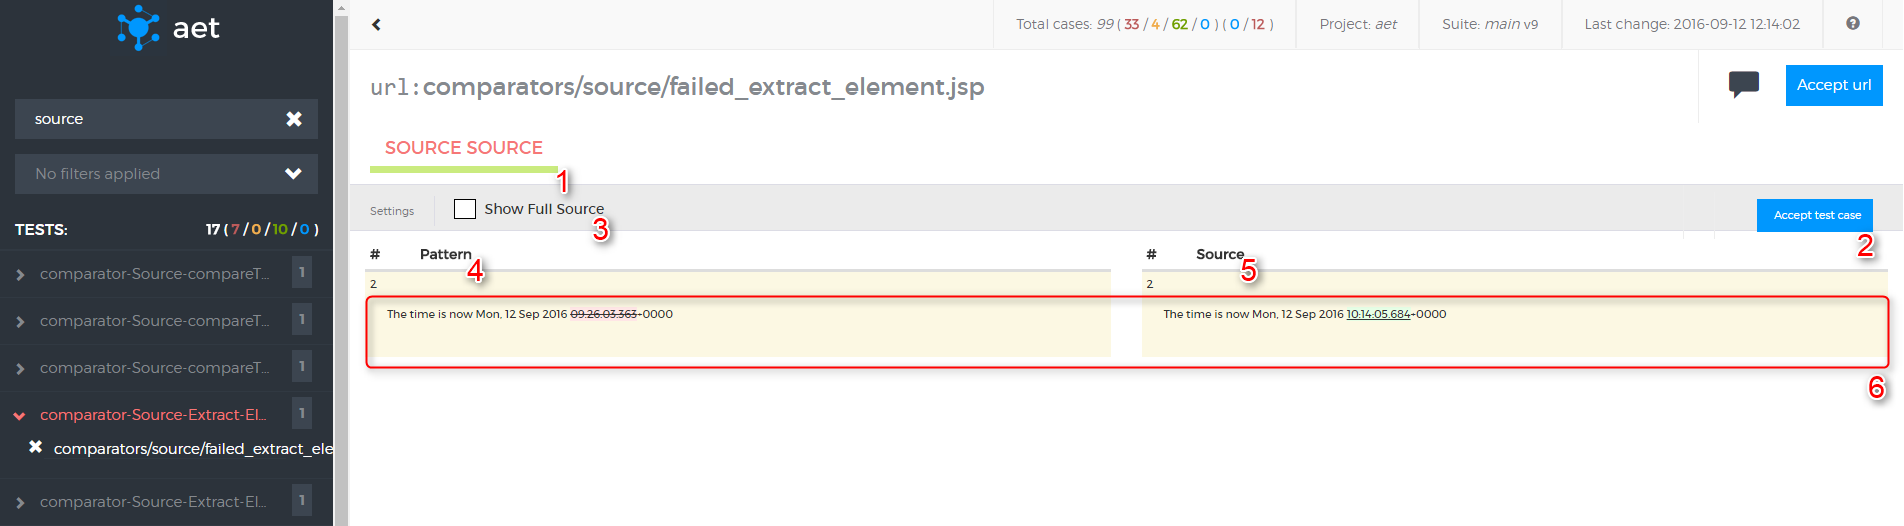 aet
source
No filters applied
TESTS: 17 ( 7 / 0 / 10 / 0 )
comparator-Source-compareT... 1
comparator-Source-compareT... 1
comparator-Source-compareT... 1
comparator-Source-Extract-El... 1
comparators/source/failed_extract_ele
comparator-Source-Extract-El... 1
Total cases: 99 ( 33 / 4 / 62 / 0 ) ( 0 / 12 ) Project: aet Suite: main v9 Last change: 2016-09-12 12:14:02 ?
url:comparators/source/failed_extract_element.jsp Accept url
SOURCE SOURCE
1
Settings Show Full Source Accept test case
3 2
# Pattern # Source
4 5
2 2
The time is now Mon, 12 Sep 2016 09:26:03.363+0000 The time is now Mon, 12 Sep 2016 10:14:05.684+0000
6